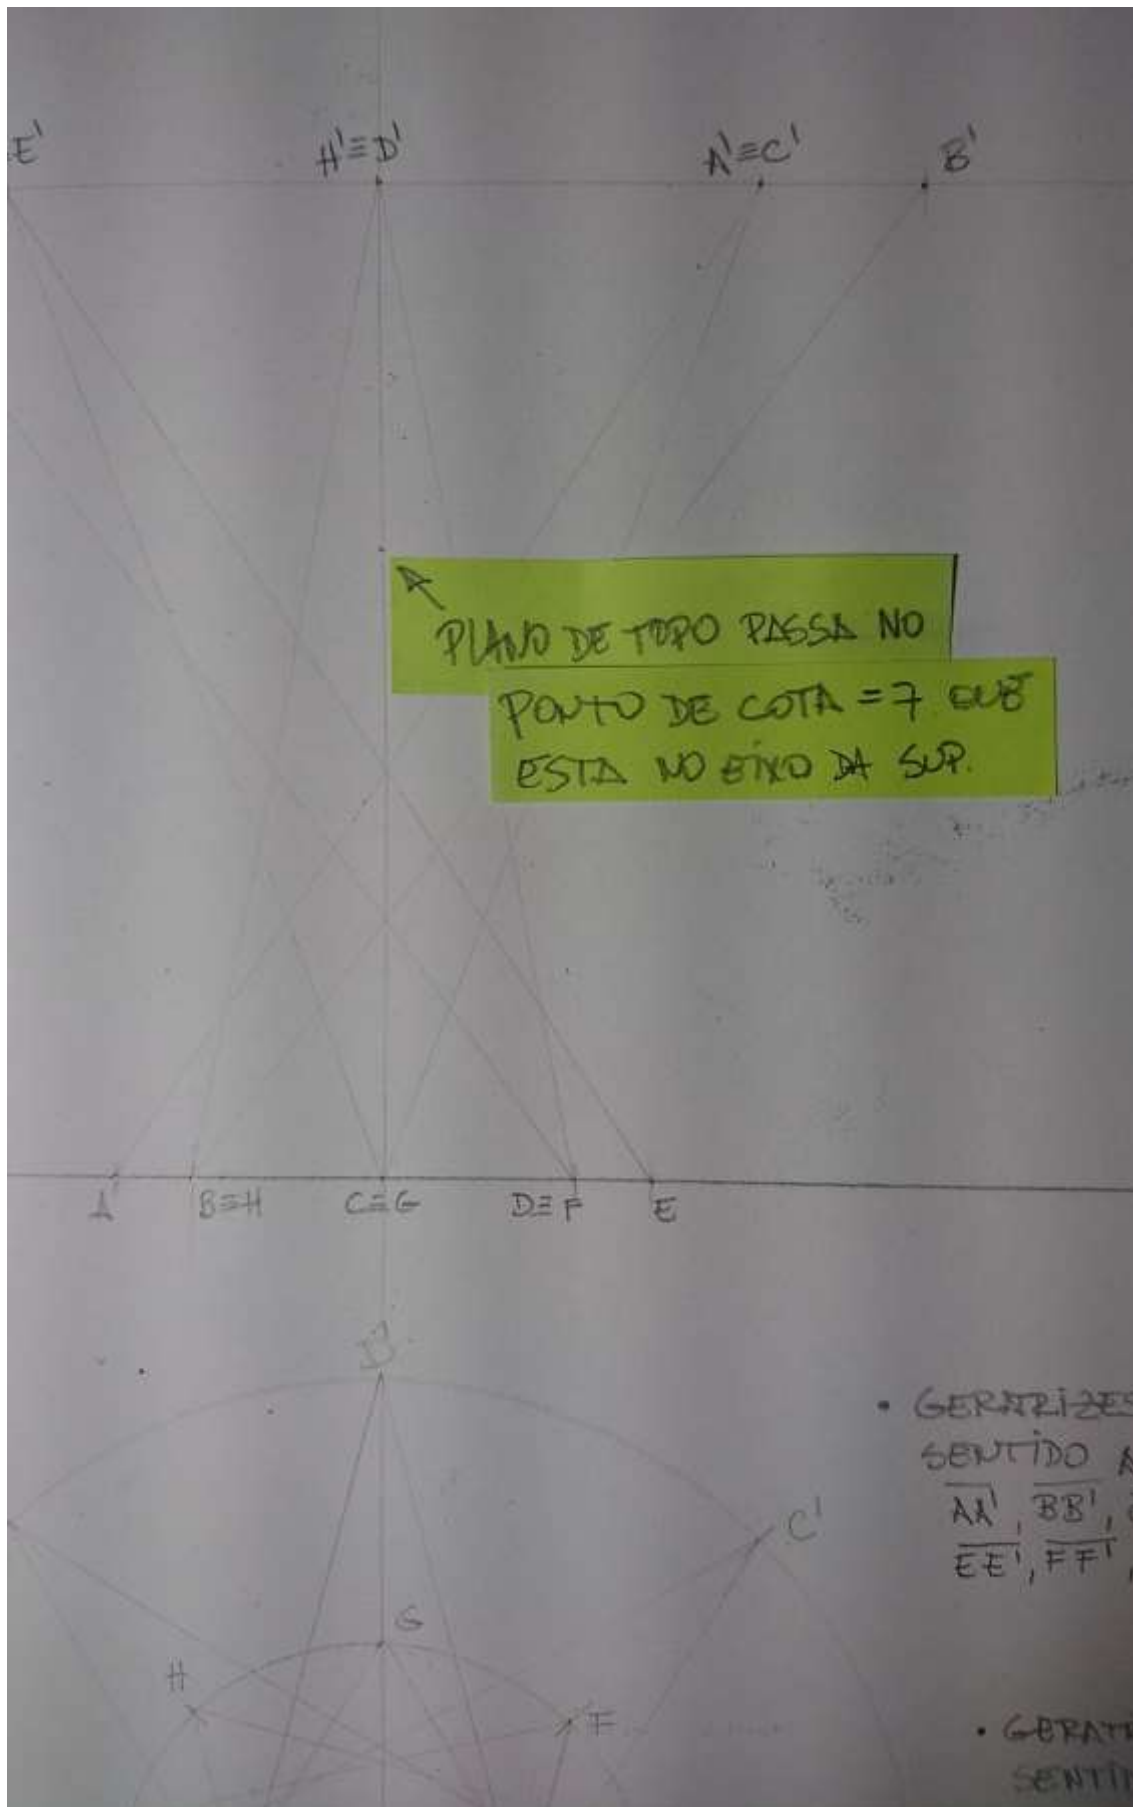 E' H'≡D' A'≡C' B'
PLANO DE TOPO PASSA NO
PONTO DE COTA = 7 QUE
ESTA NO EIXO DA SUP.
A B≡H C≡G D≡F E
D'
• GERATRIZES
SENTIDO A
AA', BB',
EE', FF',
C'
G
H
F
• GERATR
SENTI